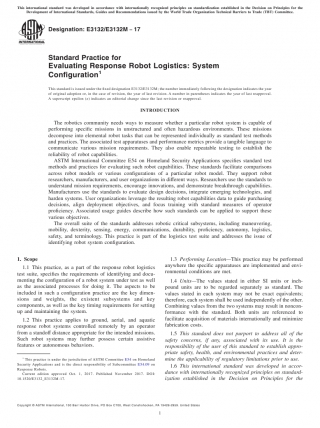 This international standard was developed in accordance with internationally recognized principles on standardization established in the Decision on Principles for the
Development of International Standards, Guides and Recommendations issued by the World Trade Organization Technical Barriers to Trade (TBT) Committee.
Designation: E3132/E3132M – 17
Standard Practice for
Evaluating Response Robot Logistics: System
Configuration¹
This standard is issued under the fixed designation E3132/E3132M; the number immediately following the designation indicates the year
of original adoption or, in the case of revision, the year of last revision. A number in parentheses indicates the year of last reapproval.
A superscript epsilon (ε) indicates an editorial change since the last revision or reapproval.
INTRODUCTION
The robotics community needs ways to measure whether a particular robot system is capable of
performing specific missions in unstructured and often hazardous environments. These missions
decompose into elemental robot tasks that can be represented individually as standard test methods
and practices. The associated test apparatuses and performance metrics provide a tangible language to
communicate various mission requirements. They also enable repeatable testing to establish the
reliability of robot capabilities.
ASTM International Committee E54 on Homeland Security Applications specifies standard test
methods and practices for evaluating such robot capabilities. These standards facilitate comparisons
across robot models or various configurations of a particular robot model. They support robot
researchers, manufacturers, and user organizations in different ways. Researchers use the standards to
understand mission requirements, encourage innovations, and demonstrate breakthrough capabilities.
Manufacturers use the standards to evaluate design decisions, integrate emerging technologies, and
harden systems. User organizations leverage the resulting robot capabilities data to guide purchasing
decisions, align deployment objectives, and focus training with standard measures of operator
proficiency. Associated usage guides describe how such standards can be applied to support these
various objectives.
The overall suite of the standards addresses robotic critical subsystems, including maneuvering,
mobility, dexterity, sensing, energy, communications, durability, proficiency, autonomy, logistics,
safety, and terminology. This practice is part of the logistics test suite and addresses the issue of
identifying robot system configuration.
1. Scope
1.1 This practice, as a part of the response robot logistics
test suite, specifies the requirements of identifying and docu-
menting the configuration of a robot system under test as well
as the associated processes for doing it. The aspects to be
included in such a configuration practice are the key dimen-
sions and weights, the existent subsystems and key
components, as well as the key timing requirements for setting
up and maintaining the system.
1.2 This practice applies to ground, aerial, and aquatic
response robot systems controlled remotely by an operator
from a standoff distance appropriate for the intended missions.
Such robot systems may further possess certain assistive
features or autonomous behaviors.
¹ This practice is under the jurisdiction of ASTM Committee E54 on Homeland
Security Applications and is the direct responsibility of Subcommittee E54.09 on
Response Robots.
Current edition approved Oct. 1, 2017. Published November 2017. DOI:
10.1520/E3132_E3132M-17.
1.3 Performing Location—This practice may be performed
anywhere the specific apparatuses are implemented and envi-
ronmental conditions are met.
1.4 Units—The values stated in either SI units or inch-
pound units are to be regarded separately as standard. The
values stated in each system may not be exact equivalents;
therefore, each system shall be used independently of the other.
Combining values from the two systems may result in noncon-
formance with the standard. Both units are referenced to
facilitate acquisition of materials internationally and minimize
fabrication costs.
1.5 This standard does not purport to address all of the
safety concerns, if any, associated with its use. It is the
responsibility of the user of this standard to establish appro-
priate safety, health, and environmental practices and deter-
mine the applicability of regulatory limitations prior to use.
1.6 This international standard was developed in accor-
dance with internationally recognized principles on standard-
ization established in the Decision on Principles for the
Copyright © ASTM International, 100 Barr Harbor Drive, PO Box C700, West Conshohocken, PA 19428-2959. United States
1